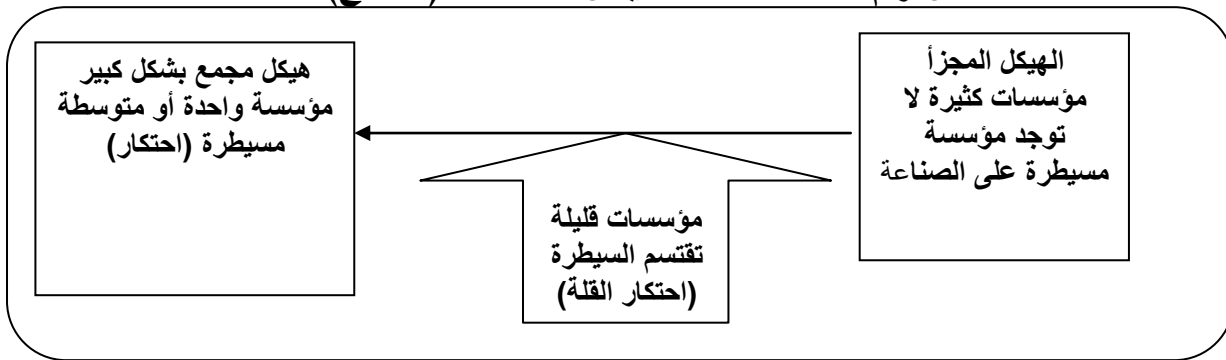 الهيكل المجزأ
مؤسسات كثيرة لا
توجد مؤسسة
مسيطرة على الصناعة
مؤسسات قليلة
تقتسم السيطرة
(احتكار القلة)
هيكل مجمع بشكل كبير
مؤسسة واحدة أو متوسطة
مسيطرة (احتكار)